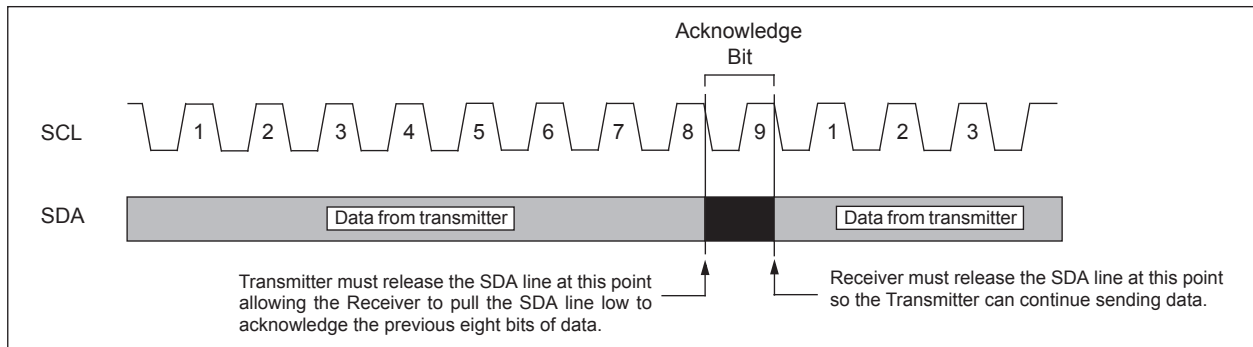 Acknowledge
Bit
SCL
1 2 3 4 5 6 7 8 9 1 2 3
SDA
Data from transmitter
Data from transmitter
Transmitter must release the SDA line at this point
allowing the Receiver to pull the SDA line low to
acknowledge the previous eight bits of data.
Receiver must release the SDA line at this point
so the Transmitter can continue sending data.